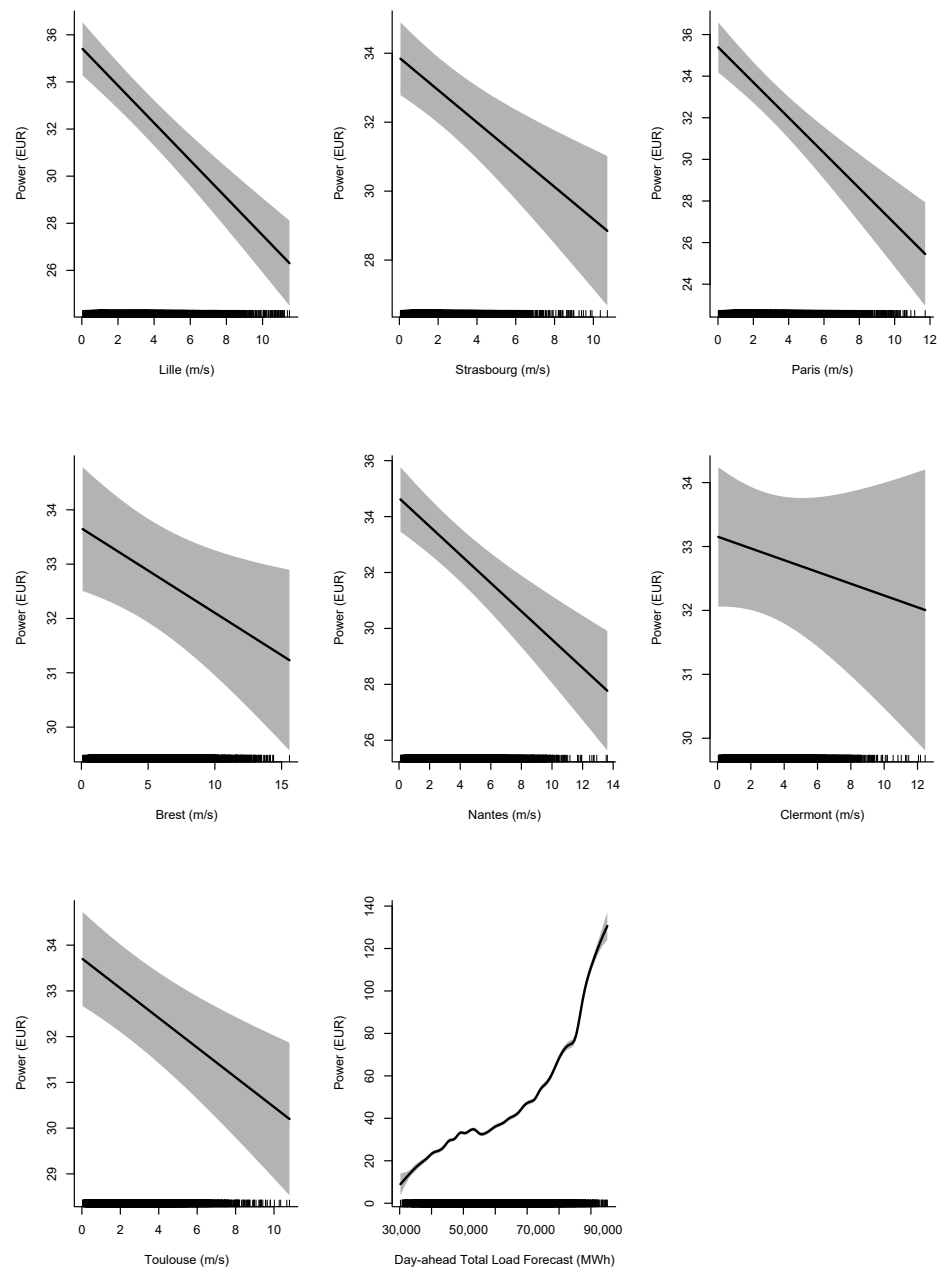 Power (EUR)
26 28 30 32 34 36
0 2 4 6 8 10
Lille (m/s)
Power (EUR)
28 30 32 34
0 2 4 6 8 10
Strasbourg (m/s)
Power (EUR)
24 26 28 30 32 34 36
0 2 4 6 8 10 12
Paris (m/s)
Power (EUR)
30 31 32 33 34
0 5 10 15
Brest (m/s)
Power (EUR)
26 28 30 32 34 36
0 2 4 6 8 10 12 14
Nantes (m/s)
Power (EUR)
30 31 32 33 34
0 2 4 6 8 10 12
Clermont (m/s)
Power (EUR)
29 30 31 32 33 34
0 2 4 6 8 10
Toulouse (m/s)
Power (EUR)
0 20 40 60 80 100 120 140
30,000 50,000 70,000 90,000
Day-ahead Total Load Forecast (MWh)